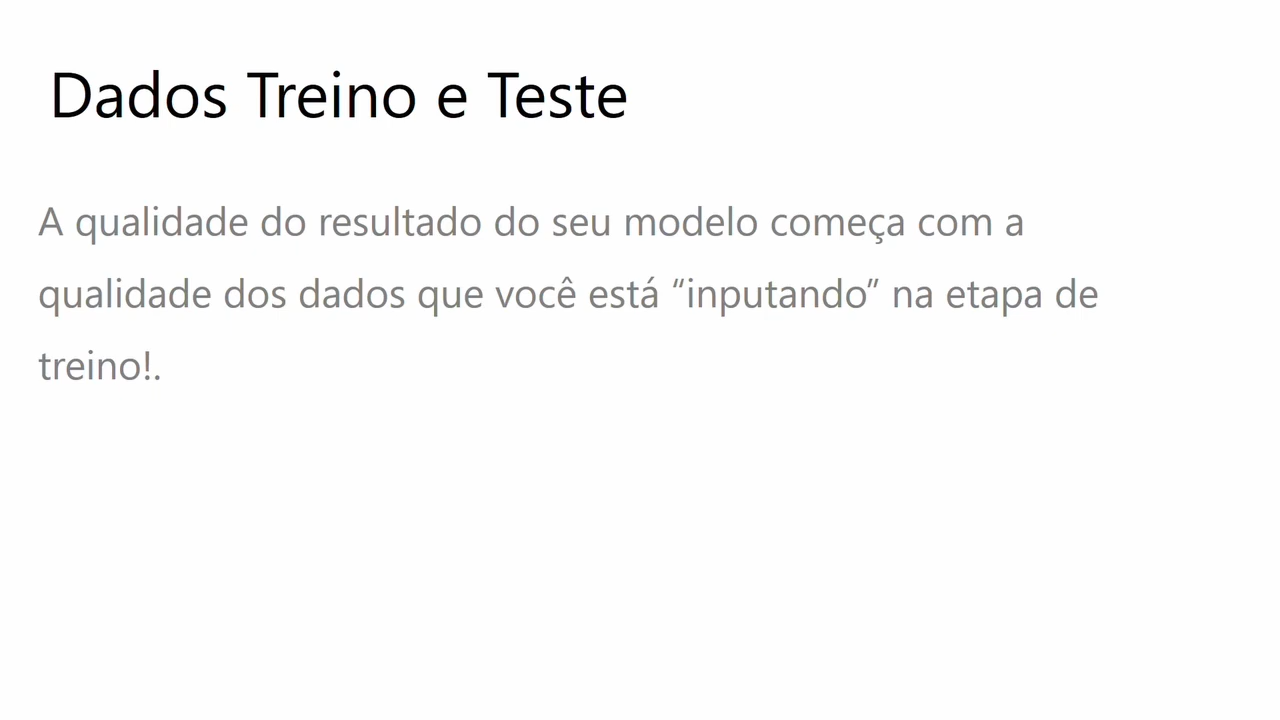 Dados Treino e Teste
A qualidade do resultado do seu modelo começa com a
qualidade dos dados que você está “inputando” na etapa de
treino!.